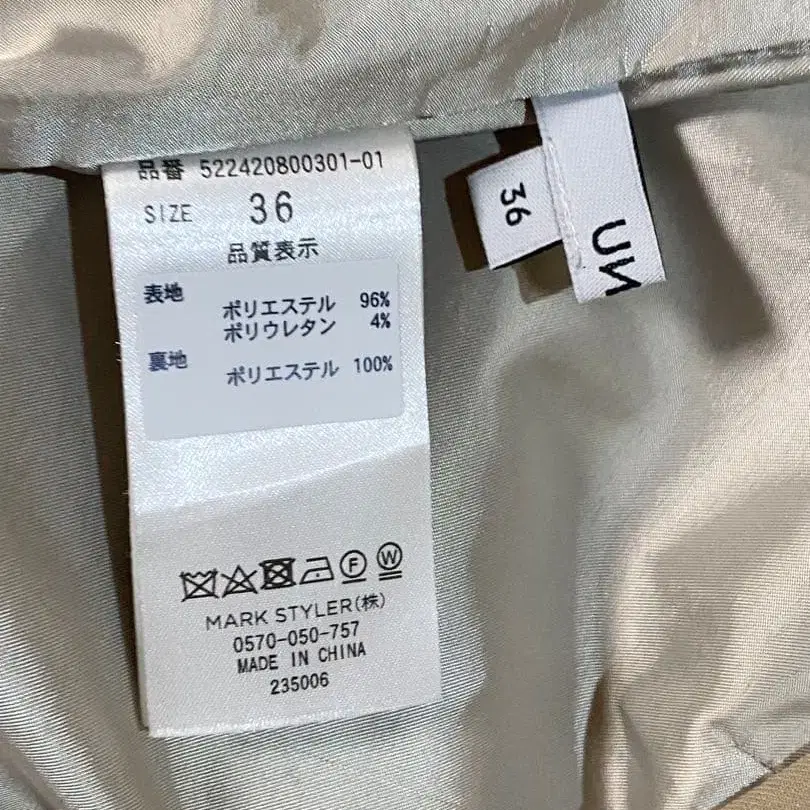 品番 522420800301-01
SIZE 36
品質表示
表地
ポリエステル 96%
ポリウレタン 4%
裏地
ポリエステル 100%
F W
MARK STYLER(株)
0570-050-757
MADE IN CHINA
235006
36